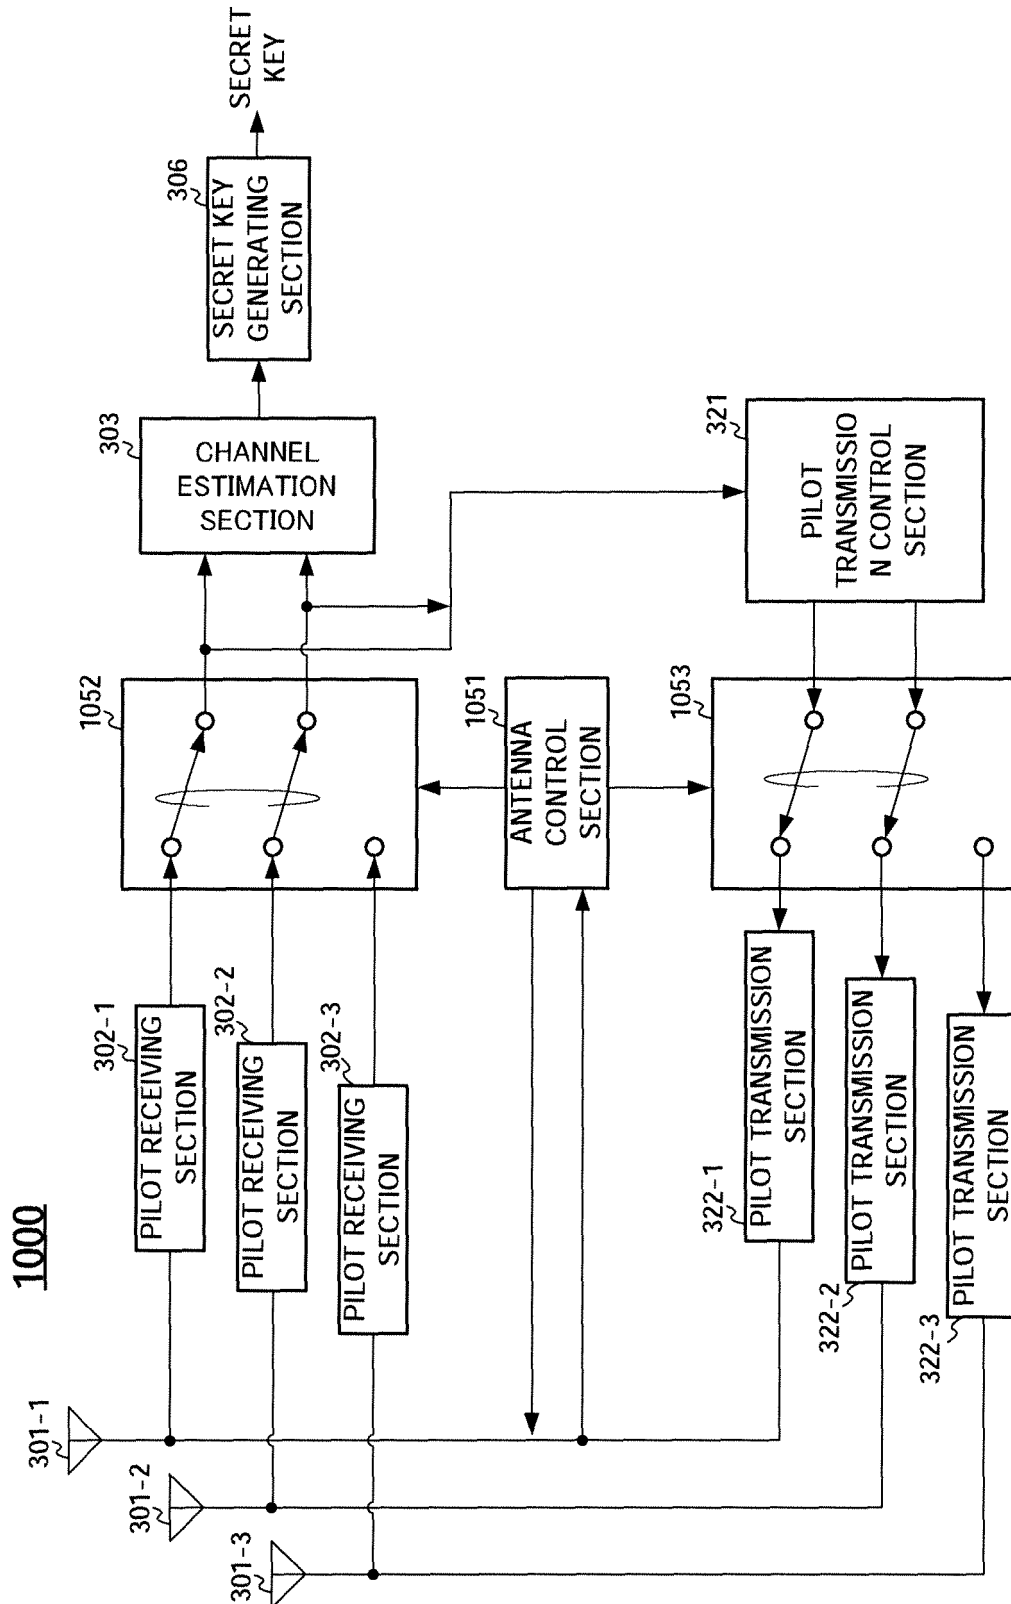 1000
301-1
301-2
301-3
302-1
PILOT RECEIVING
SECTION
302-2
PILOT RECEIVING
SECTION
302-3
PILOT RECEIVING
SECTION
1052
303
CHANNEL
ESTIMATION
SECTION
306
SECRET KEY
GENERATING
SECTION
SECRET
KEY
1051
ANTENNA
CONTROL
SECTION
1053
321
PILOT
TRANSMISSIO
N CONTROL
SECTION
322-1
PILOT TRANSMISSION
SECTION
322-2
PILOT TRANSMISSION
SECTION
322-3
PILOT TRANSMISSION
SECTION